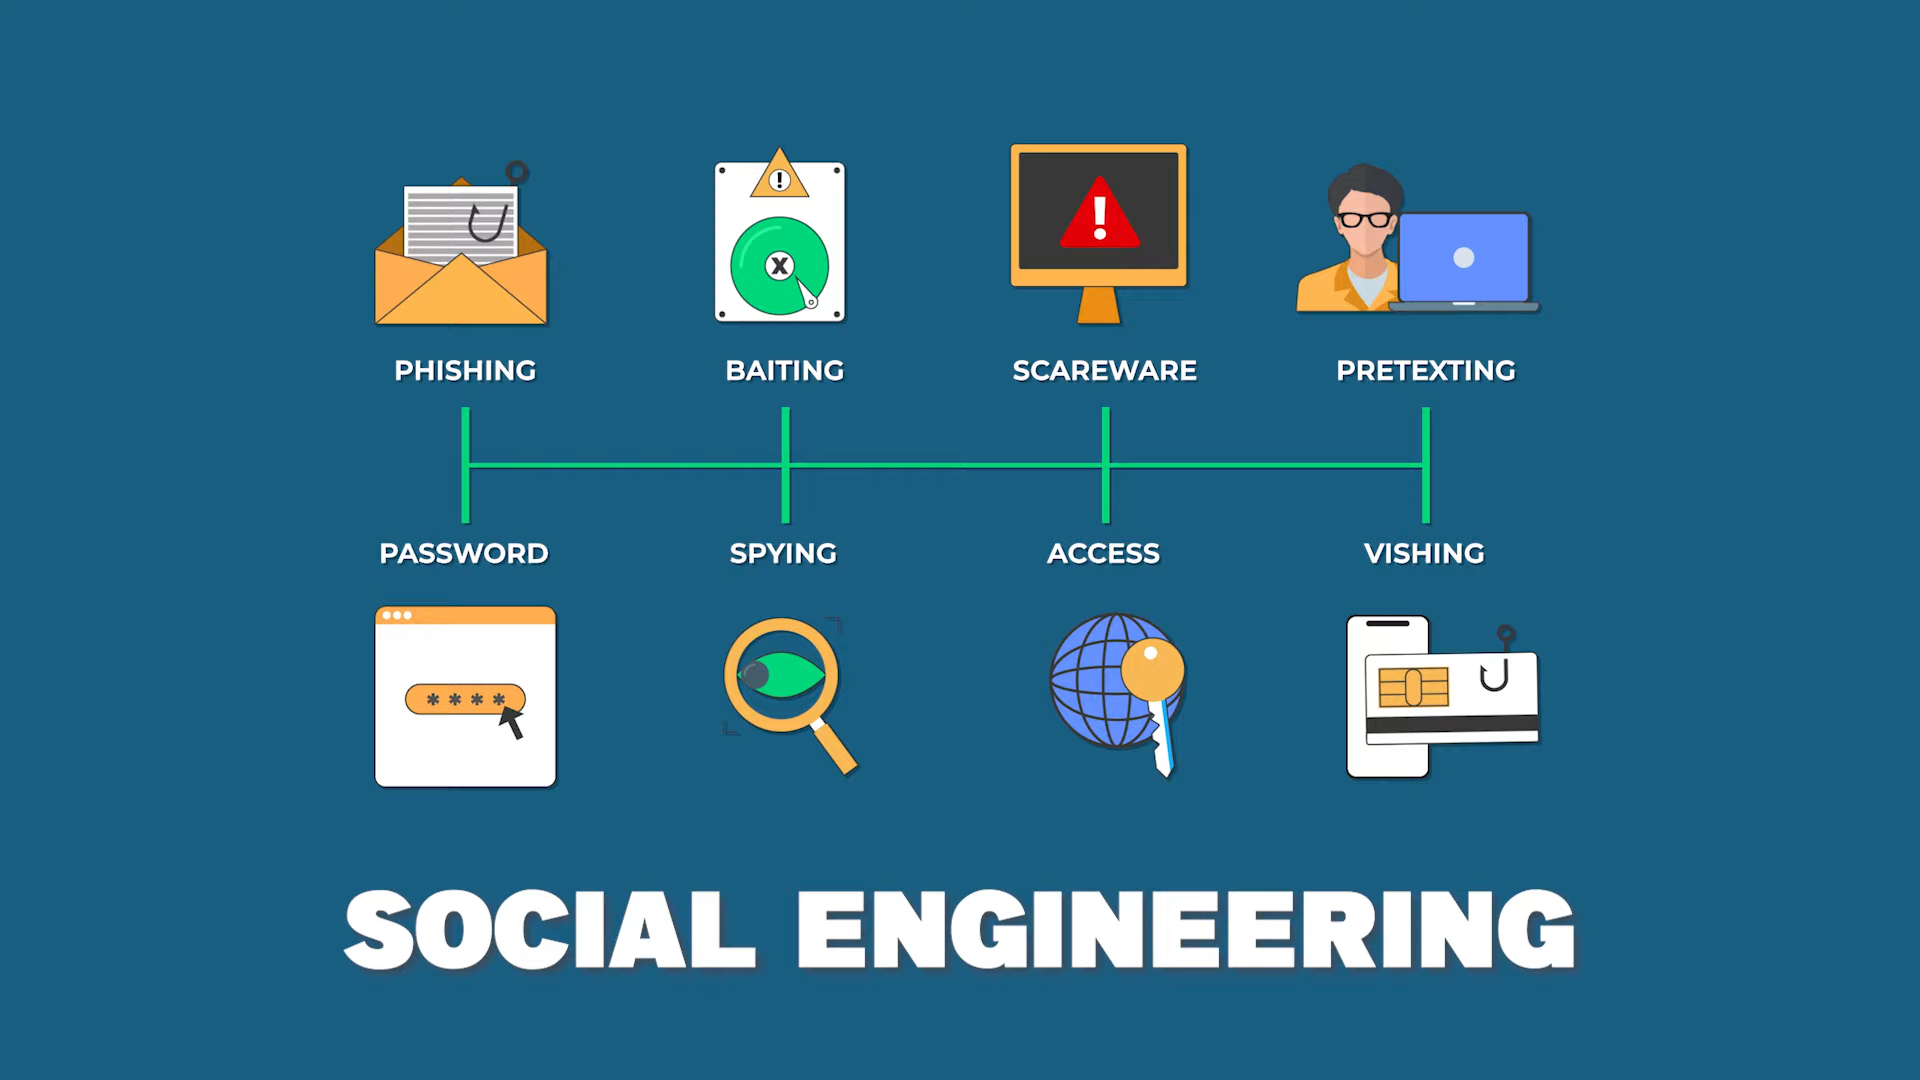 PHISHING
BAITING
SCAREWARE
PRETEXTING
PASSWORD
SPYING
ACCESS
VISHING
X
* * * *
SOCIAL ENGINEERING